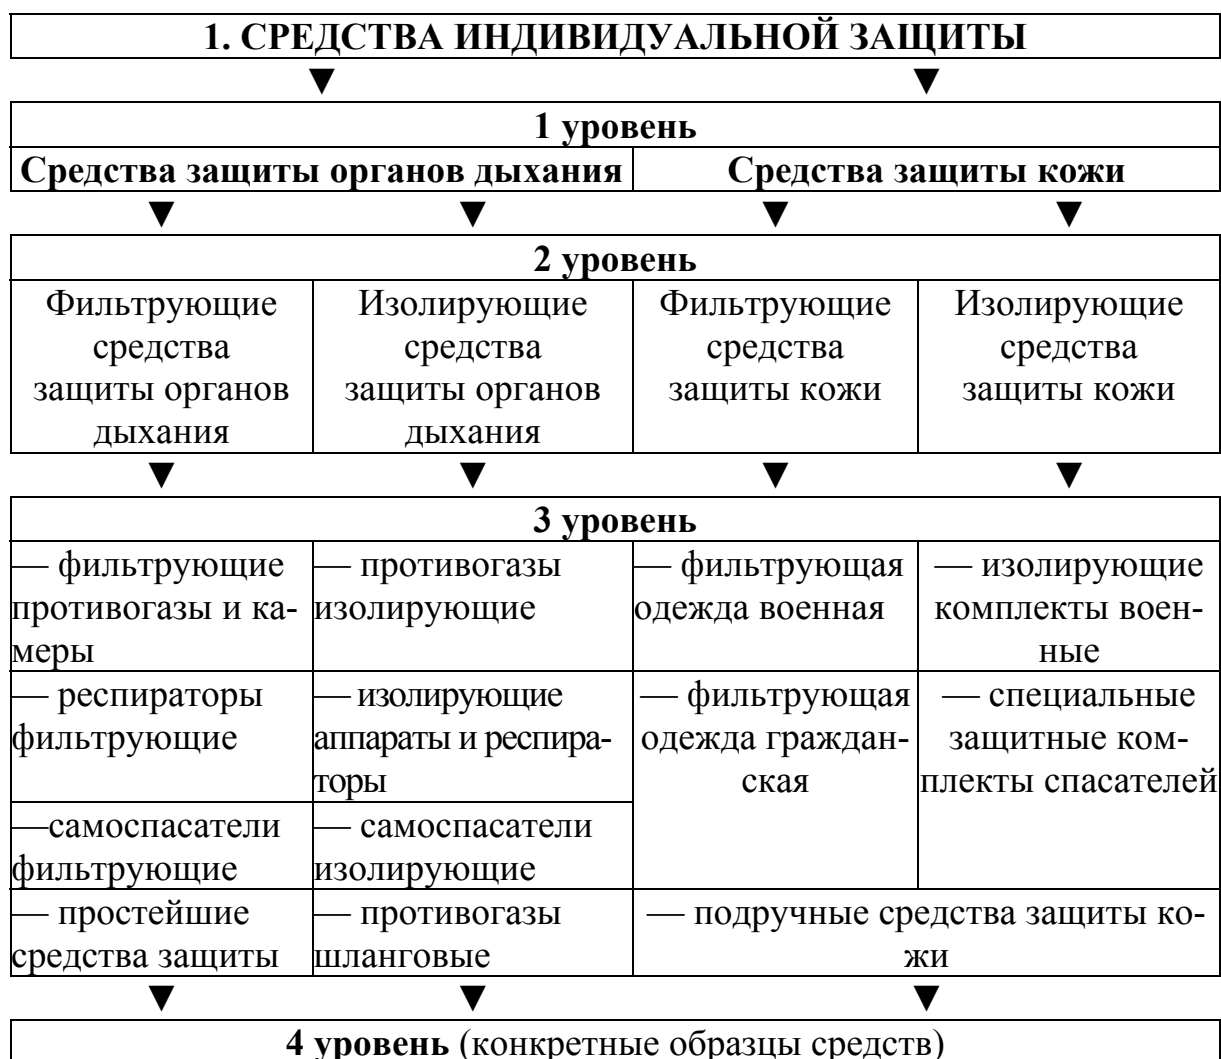 1. СРЕДСТВА ИНДИВИДУАЛЬНОЙ ЗАЩИТЫ
▼ ▼
1 уровень
Средства защиты органов дыхания Средства защиты кожи
▼ ▼ ▼ ▼
2 уровень
Фильтрующие
средства
защиты органов
дыхания
Изолирующие
средства
защиты органов
дыхания
Фильтрующие
средства
защиты кожи
Изолирующие
средства
защиты кожи
▼ ▼ ▼ ▼
3 уровень
— фильтрующие
противогазы и ка-
меры
— противогазы
изолирующие
— фильтрующая
одежда военная
— изолирующие
комплекты воен-
ные
— респираторы
фильтрующие
— изолирующие
аппараты и респира-
торы
— фильтрующая
одежда граждан-
ская
— специальные
защитные ком-
плекты спасателей
—самоспасатели
фильтрующие
— самоспасатели
изолирующие
— простейшие
средства защиты
— противогазы
шланговые
— подручные средства защиты ко-
жи
▼ ▼ ▼
4 уровень (конкретные образцы средств)